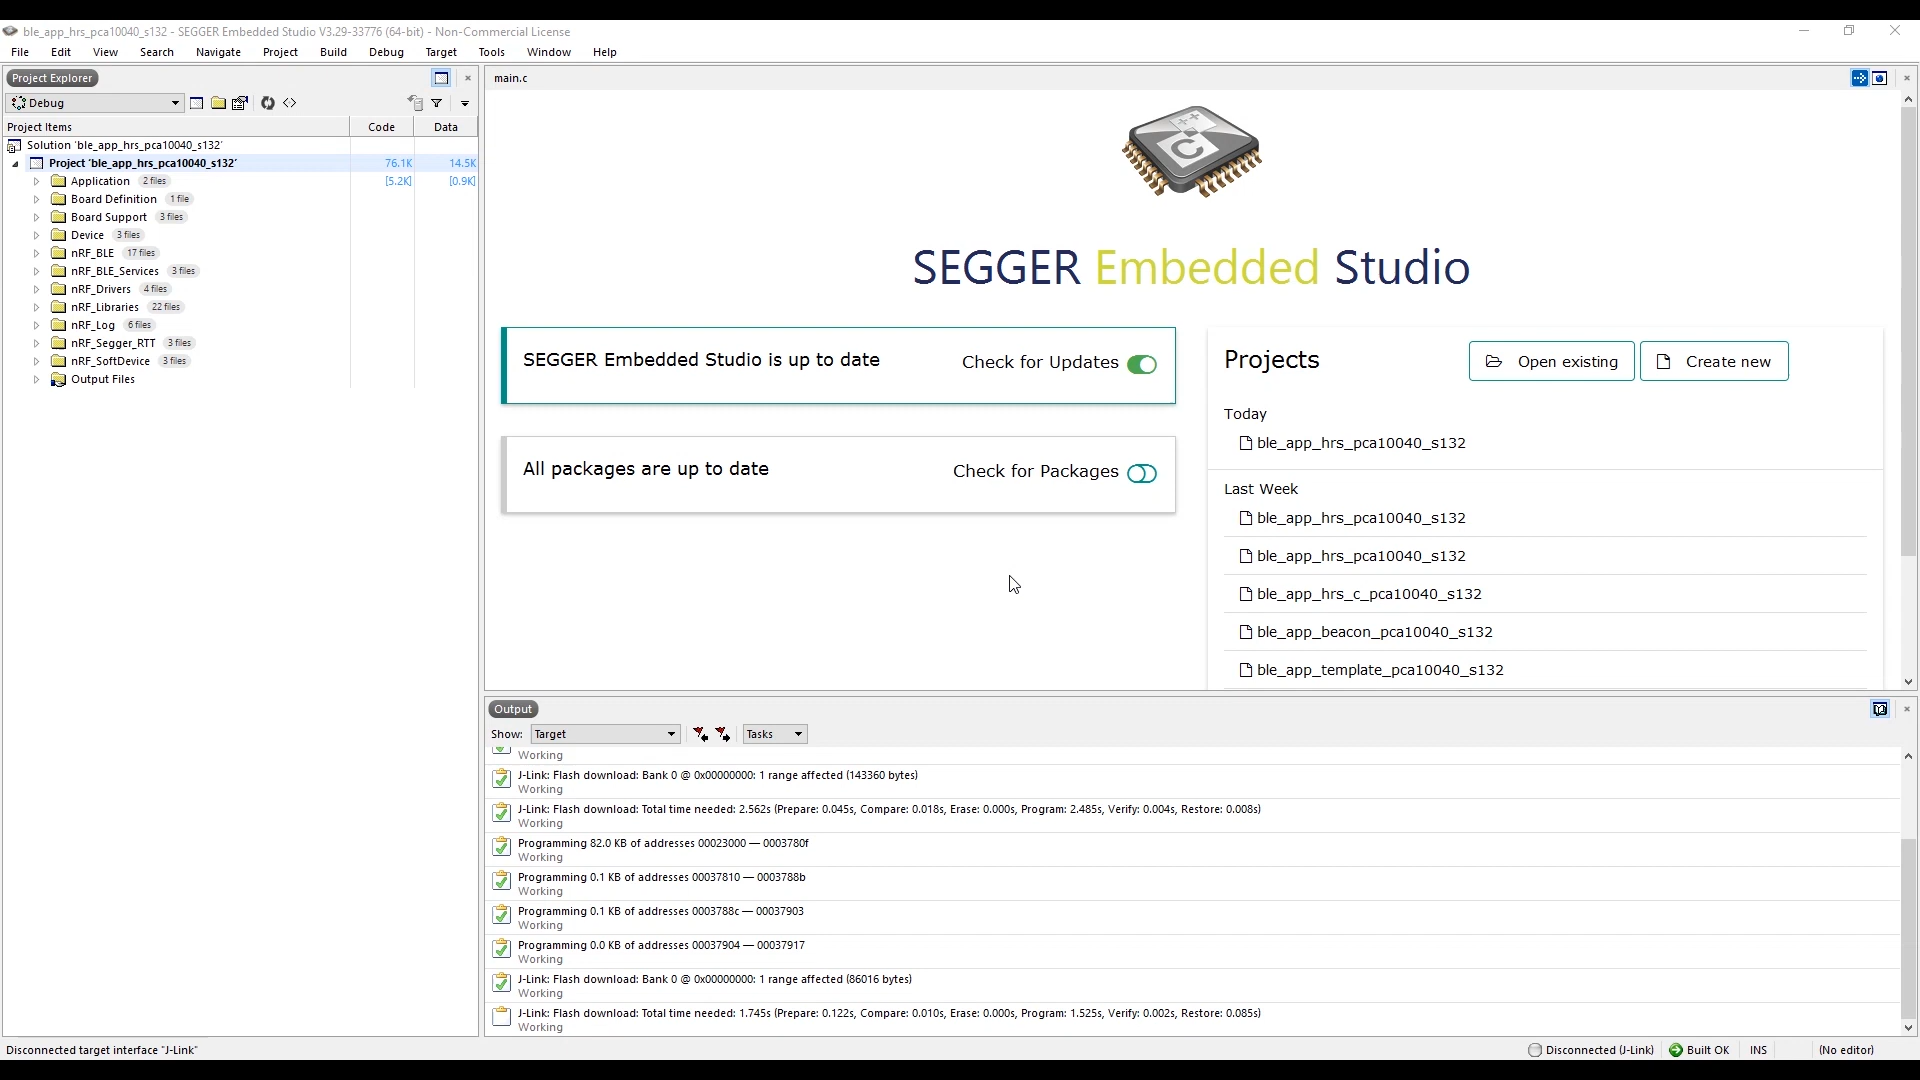 ble_app_hrs_pca10040_s132 - SEGGER Embedded Studio V3.29-33776 (64-bit) - Non-Commercial License
File Edit View Search Navigate Project Build Debug Target Tools Window Help
Project Explorer
Debug
Project Items Code Data
Solution 'ble_app_hrs_pca10040_s132'
Project 'ble_app_hrs_pca10040_s132' 76.1K 14.5K
Application 2 files [5.2K] [0.9K]
Board Definition 1 file
Board Support 3 files
Device 3 files
nRF_BLE 17 files
nRF_BLE_Services 3 files
nRF_Drivers 4 files
nRF_Libraries 22 files
nRF_Log 6 files
nRF_Segger_RTT 3 files
nRF_SoftDevice 3 files
Output Files
main.c
C
SEGGER Embedded Studio
SEGGER Embedded Studio is up to date Check for Updates
All packages are up to date Check for Packages
Projects Open existing Create new
Today
ble_app_hrs_pca10040_s132
Last Week
ble_app_hrs_pca10040_s132
ble_app_hrs_pca10040_s132
ble_app_hrs_c_pca10040_s132
ble_app_beacon_pca10040_s132
ble_app_template_pca10040_s132
Output
Show: Target Tasks
Working
J-Link: Flash download: Bank 0 @ 0x00000000: 1 range affected (143360 bytes)
Working
J-Link: Flash download: Total time needed: 2.562s (Prepare: 0.045s, Compare: 0.018s, Erase: 0.000s, Program: 2.485s, Verify: 0.004s, Restore: 0.008s)
Working
Programming 82.0 KB of addresses 00023000 — 0003780f
Working
Programming 0.1 KB of addresses 00037810 — 0003788b
Working
Programming 0.1 KB of addresses 0003788c — 00037903
Working
Programming 0.0 KB of addresses 00037904 — 00037917
Working
J-Link: Flash download: Bank 0 @ 0x00000000: 1 range affected (86016 bytes)
Working
J-Link: Flash download: Total time needed: 1.745s (Prepare: 0.122s, Compare: 0.010s, Erase: 0.000s, Program: 1.525s, Verify: 0.002s, Restore: 0.085s)
Working
Disconnected target interface "J-Link" Disconnected (J-Link) Built OK INS (No editor)